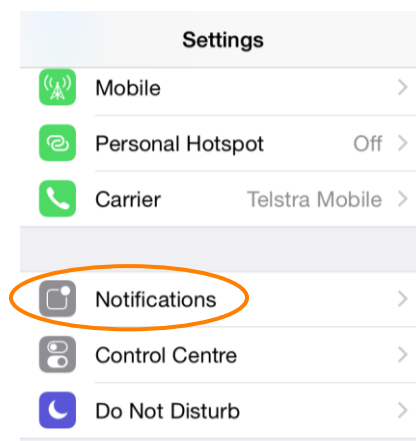 Settings
Mobile
Personal Hotspot Off
Carrier Telstra Mobile
Notifications
Control Centre
Do Not Disturb